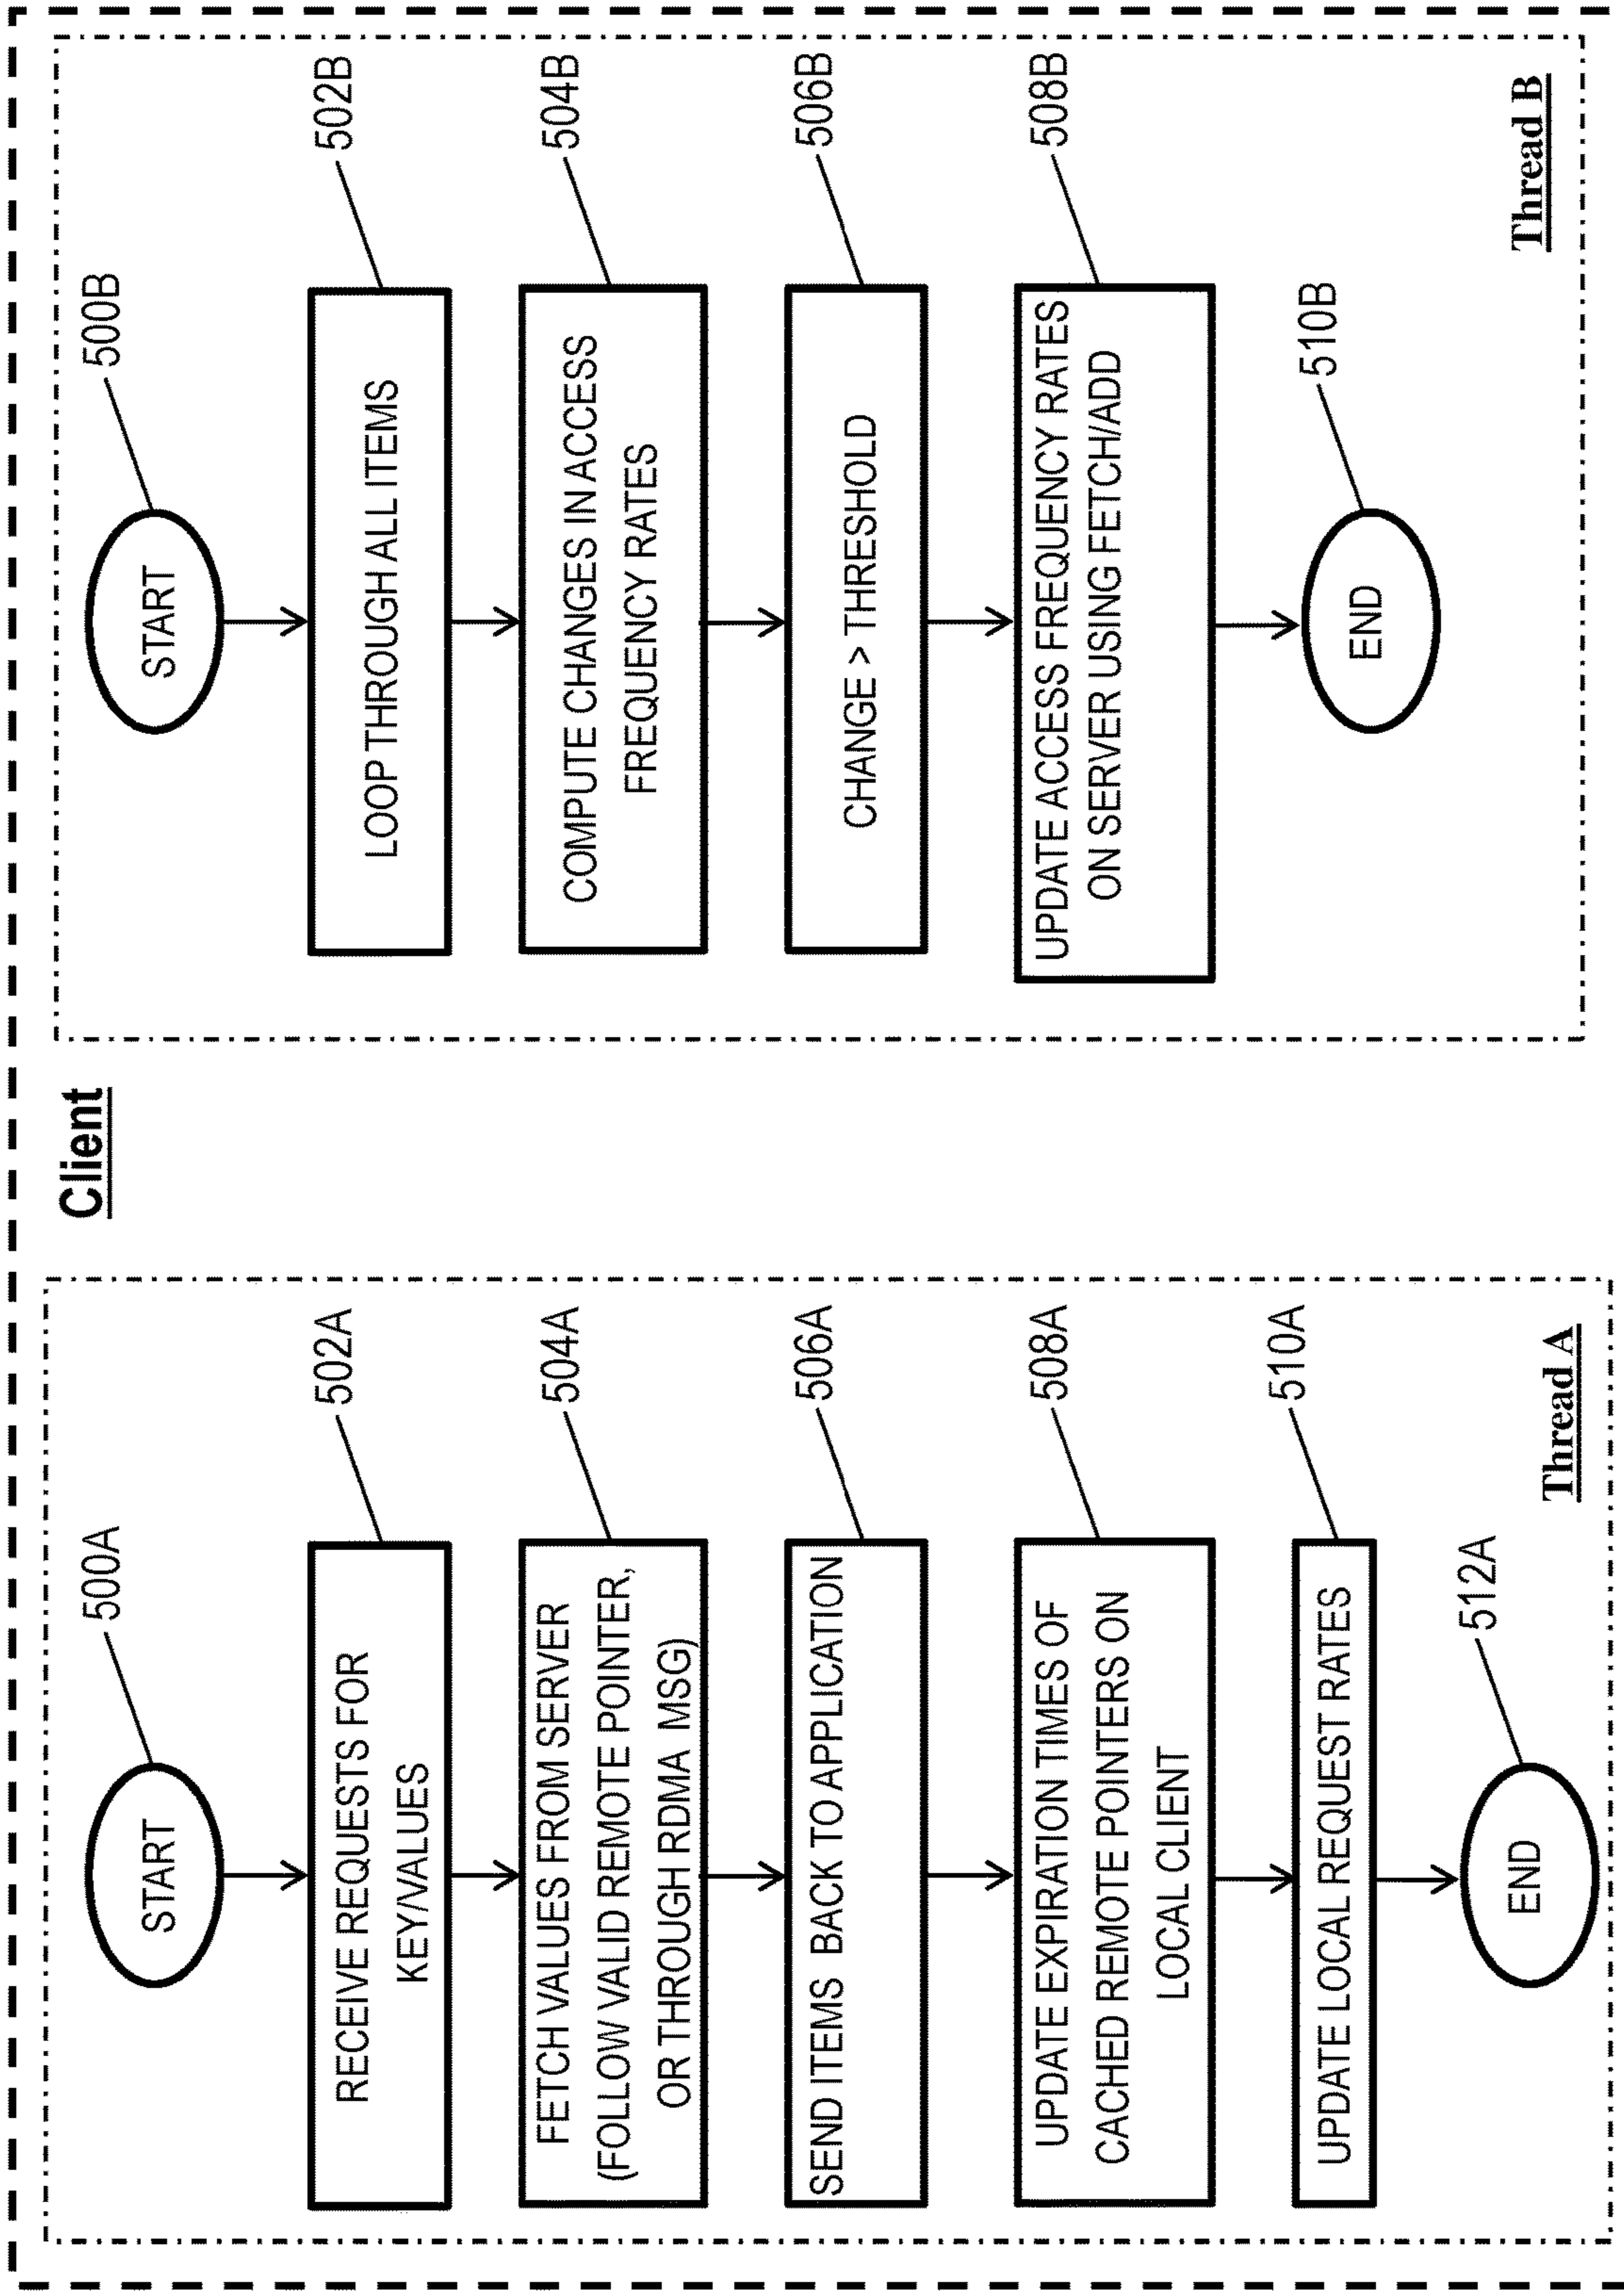 Client
500A
START
502A
RECEIVE REQUESTS FOR
KEY/VALUES
504A
FETCH VALUES FROM SERVER
(FOLLOW VALID REMOTE POINTER,
OR THROUGH RDMA MSG)
506A
SEND ITEMS BACK TO APPLICATION
508A
UPDATE EXPIRATION TIMES OF
CACHED REMOTE POINTERS ON
LOCAL CLIENT
510A
UPDATE LOCAL REQUEST RATES
512A
END
Thread A
500B
START
502B
LOOP THROUGH ALL ITEMS
504B
COMPUTE CHANGES IN ACCESS
FREQUENCY RATES
506B
CHANGE > THRESHOLD
508B
UPDATE ACCESS FREQUENCY RATES
ON SERVER USING FETCH/ADD
510B
END
Thread B